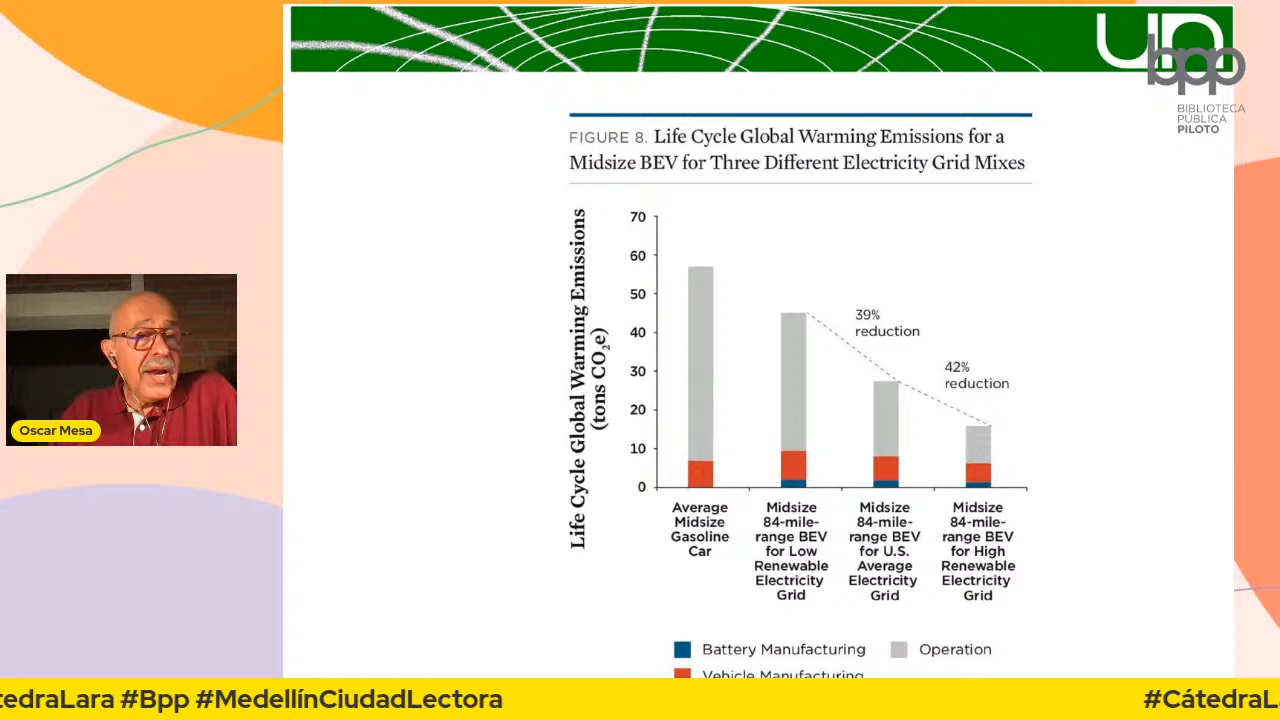 un
bpp
BIBLIOTECA
PÚBLICA
PILOTO
FIGURE 8. Life Cycle Global Warming Emissions for a
Midsize BEV for Three Different Electricity Grid Mixes
Life Cycle Global Warming Emissions
(tons CO₂e)
70
60
50
40
30
20
10
0
39%
reduction
42%
reduction
Average
Midsize
Gasoline
Car
Midsize
84-mile-
range BEV
for Low
Renewable
Electricity
Grid
Midsize
84-mile-
range BEV
for U.S.
Average
Electricity
Grid
Midsize
84-mile-
range BEV
for High
Renewable
Electricity
Grid
Battery Manufacturing
Operation
Vehicle Manufacturing
Oscar Mesa
tedraLara #Bpp #MedellínCiudadLectora
#CátedraL